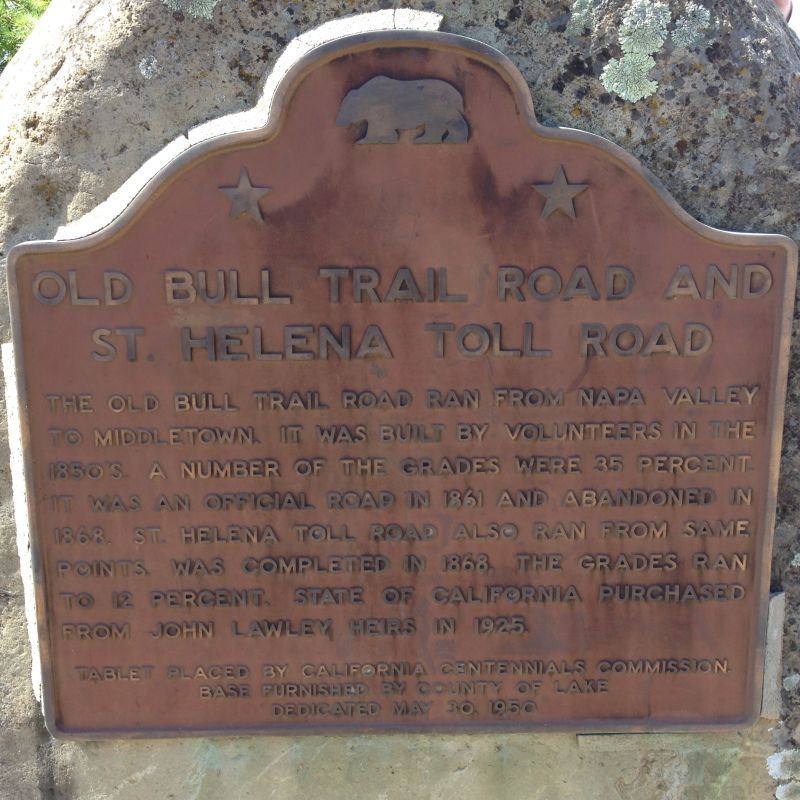 OLD BULL TRAIL ROAD AND
ST. HELENA TOLL ROAD
THE OLD BULL TRAIL ROAD RAN FROM NAPA VALLEY
TO MIDDLETOWN. IT WAS BUILT BY VOLUNTEERS IN THE
1850'S. A NUMBER OF THE GRADES WERE 35 PERCENT.
IT WAS AN OFFICIAL ROAD IN 1861 AND ABANDONED IN
1868. ST. HELENA TOLL ROAD ALSO RAN FROM SAME
POINTS. WAS COMPLETED IN 1868. THE GRADES RAN
TO 12 PERCENT. STATE OF CALIFORNIA PURCHASED
FROM JOHN LAWLEY HEIRS IN 1925.
TABLET PLACED BY CALIFORNIA CENTENNIALS COMMISSION.
BASE FURNISHED BY COUNTY OF LAKE
DEDICATED MAY 30, 1950